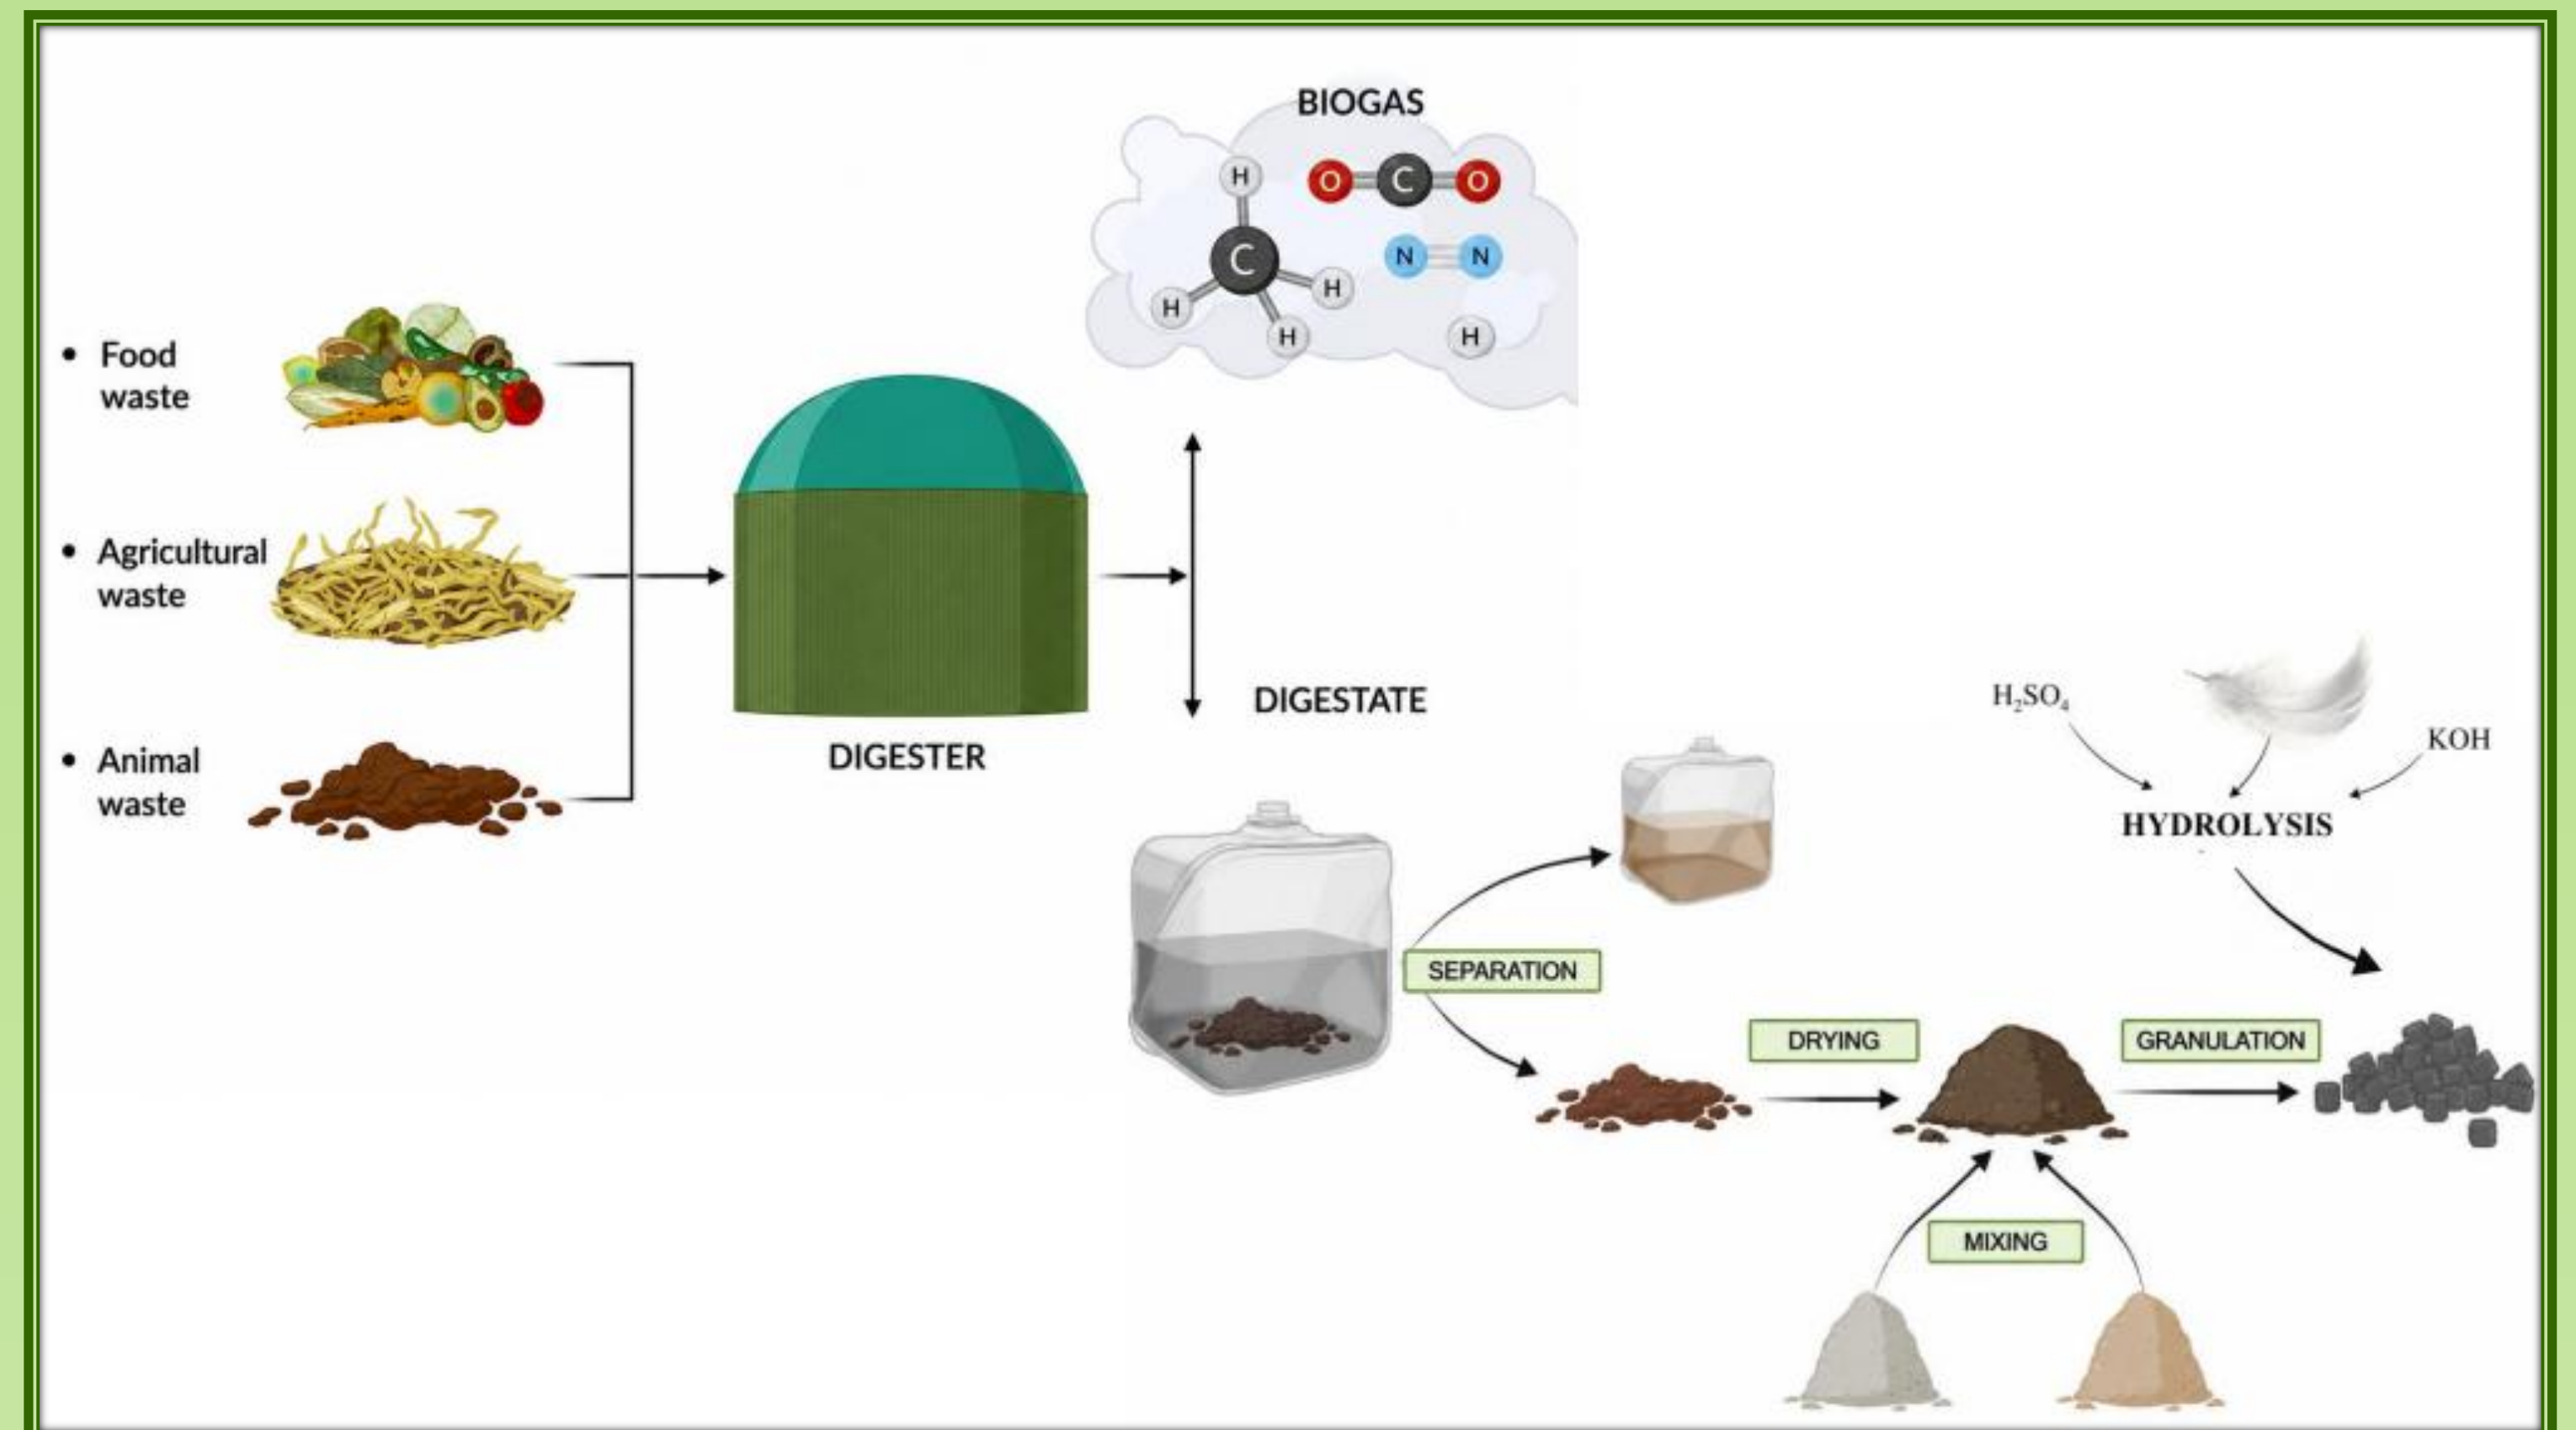 BIOGAS
H
O C O
C
N N
H
H
H
H
• Food
waste
• Agricultural
waste
• Animal
waste
DIGESTER
DIGESTATE
H₂SO₄
KOH
HYDROLYSIS
SEPARATION
DRYING
GRANULATION
MIXING